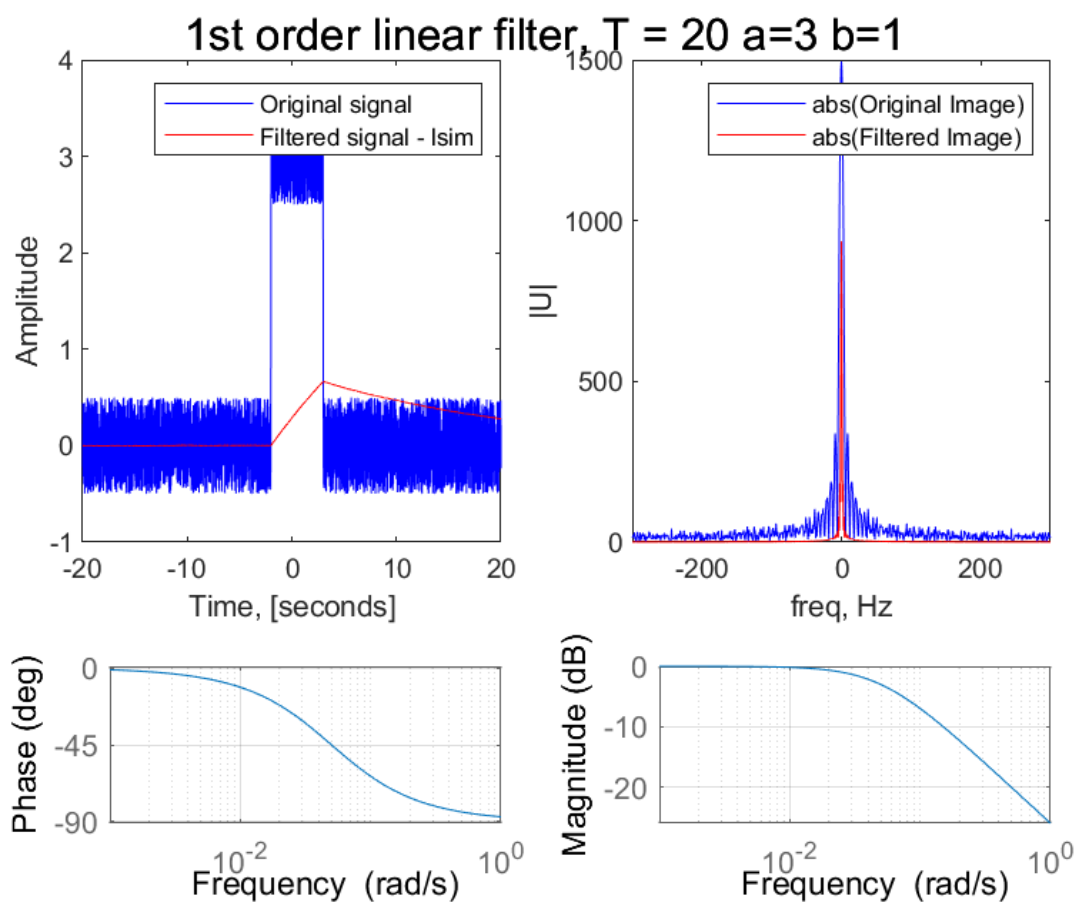 1st order linear filter, T = 20 a=3 b=1
4
3
2
1
0
-1
Amplitude
Original signal
Filtered signal - lsim
-20
-10
0
10
20
Time, [seconds]
1500
1000
500
0
|U|
abs(Original Image)
abs(Filtered Image)
-200
0
200
freq, Hz
0
-45
-90
Phase (deg)
10^-2
10^0
Frequency (rad/s)
0
-10
-20
Magnitude (dB)
10^-2
10^0
Frequency (rad/s)